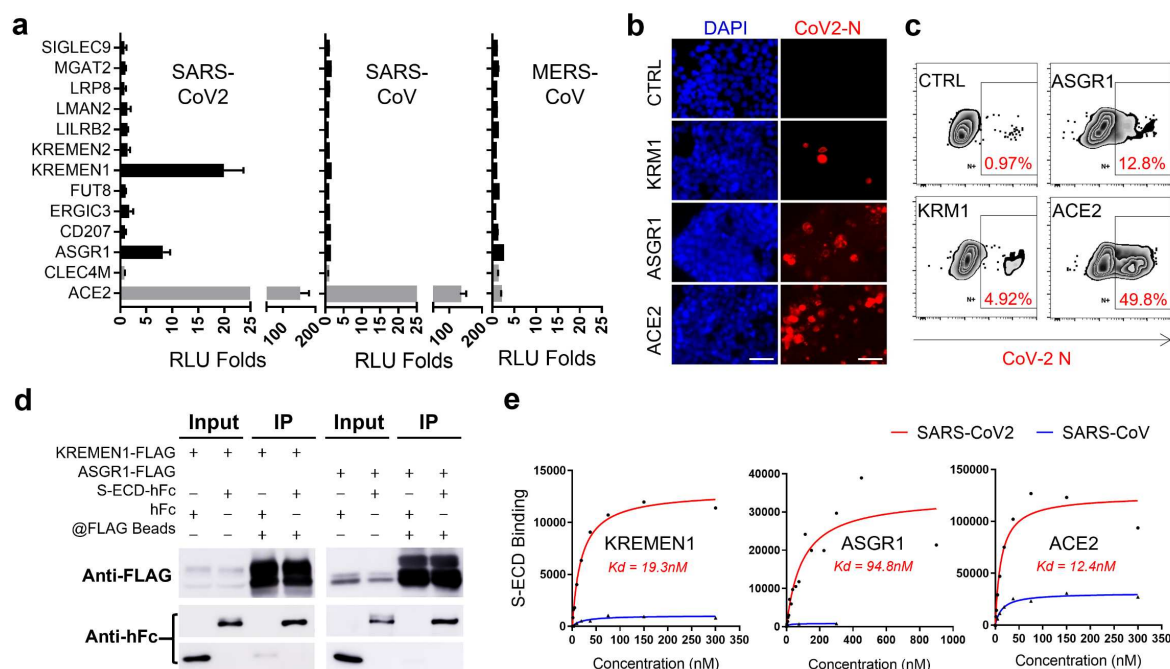 a
SIGLEC9
MGAT2
LRP8
LMAN2
LILRB2
KREMEN2
KREMEN1
FUT8
ERGIC3
CD207
ASGR1
CLEC4M
ACE2
SARS-
CoV2
SARS-
CoV
MERS-
CoV
0 5 10 15 20 25 100 200
0 5 10 15 20 25 100 200
0 5 10 15 20 25
RLU Folds
RLU Folds
RLU Folds
b
DAPI CoV2-N
CTRL
KRM1
ASGR1
ACE2
c
CTRL
N+
0.97%
ASGR1
N+
12.8%
KRM1
N+
4.92%
ACE2
N+
49.8%
CoV-2 N
d
Input IP Input IP
KREMEN1-FLAG + + + +
ASGR1-FLAG + + + +
S-ECD-hFc − + − + − + − +
hFc + − + − + − + −
@FLAG Beads + + + +
Anti-FLAG
Anti-hFc
e
SARS-CoV2 SARS-CoV
S-ECD Binding
15000
10000
5000
0
0 50 100 150 200 250 300 350
KREMEN1
Kd = 19.3nM
Concentration (nM)
50000
40000
30000
20000
10000
0
0 200 400 600 800 1000
ASGR1
Kd = 94.8nM
Concentration (nM)
150000
100000
50000
0
0 50 100 150 200 250 300 350
ACE2
Kd = 12.4nM
Concentration (nM)